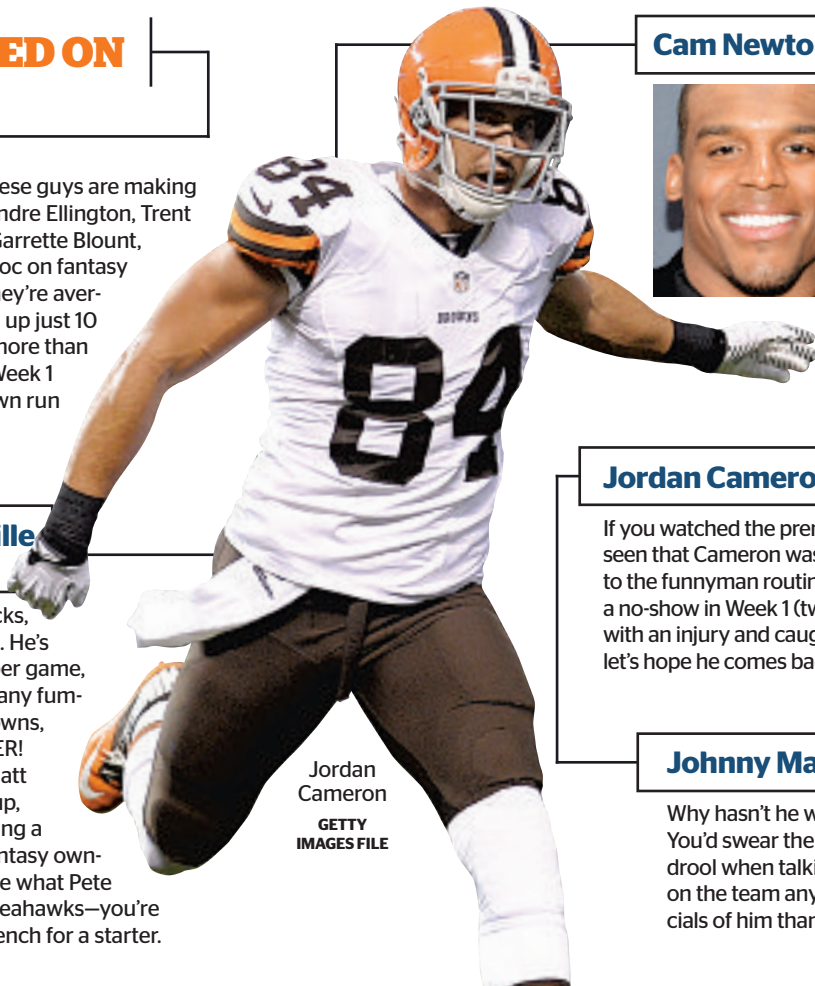 ED ON
ese guys are making
ndre Ellington, Trent
Garrette Blount,
oc on fantasy
hey're aver-
up just 10
more than
Week 1
wn run
ille
cks,
. He's
er game,
any fum-
owns,
ER!
att
up,
ing a
ntasy own-
e what Pete
eahawks—you're
ench for a starter.
84
84
BROWNS
84
Jordan
Cameron
GETTY
IMAGES FILE
Cam Newto
Jordan Camero
If you watched the prem
seen that Cameron was
to the funnyman routin
a no-show in Week 1 (tw
with an injury and caug
let's hope he comes ba
Johnny Ma
Why hasn't he w
You'd swear the
drool when talki
on the team any
cials of him than